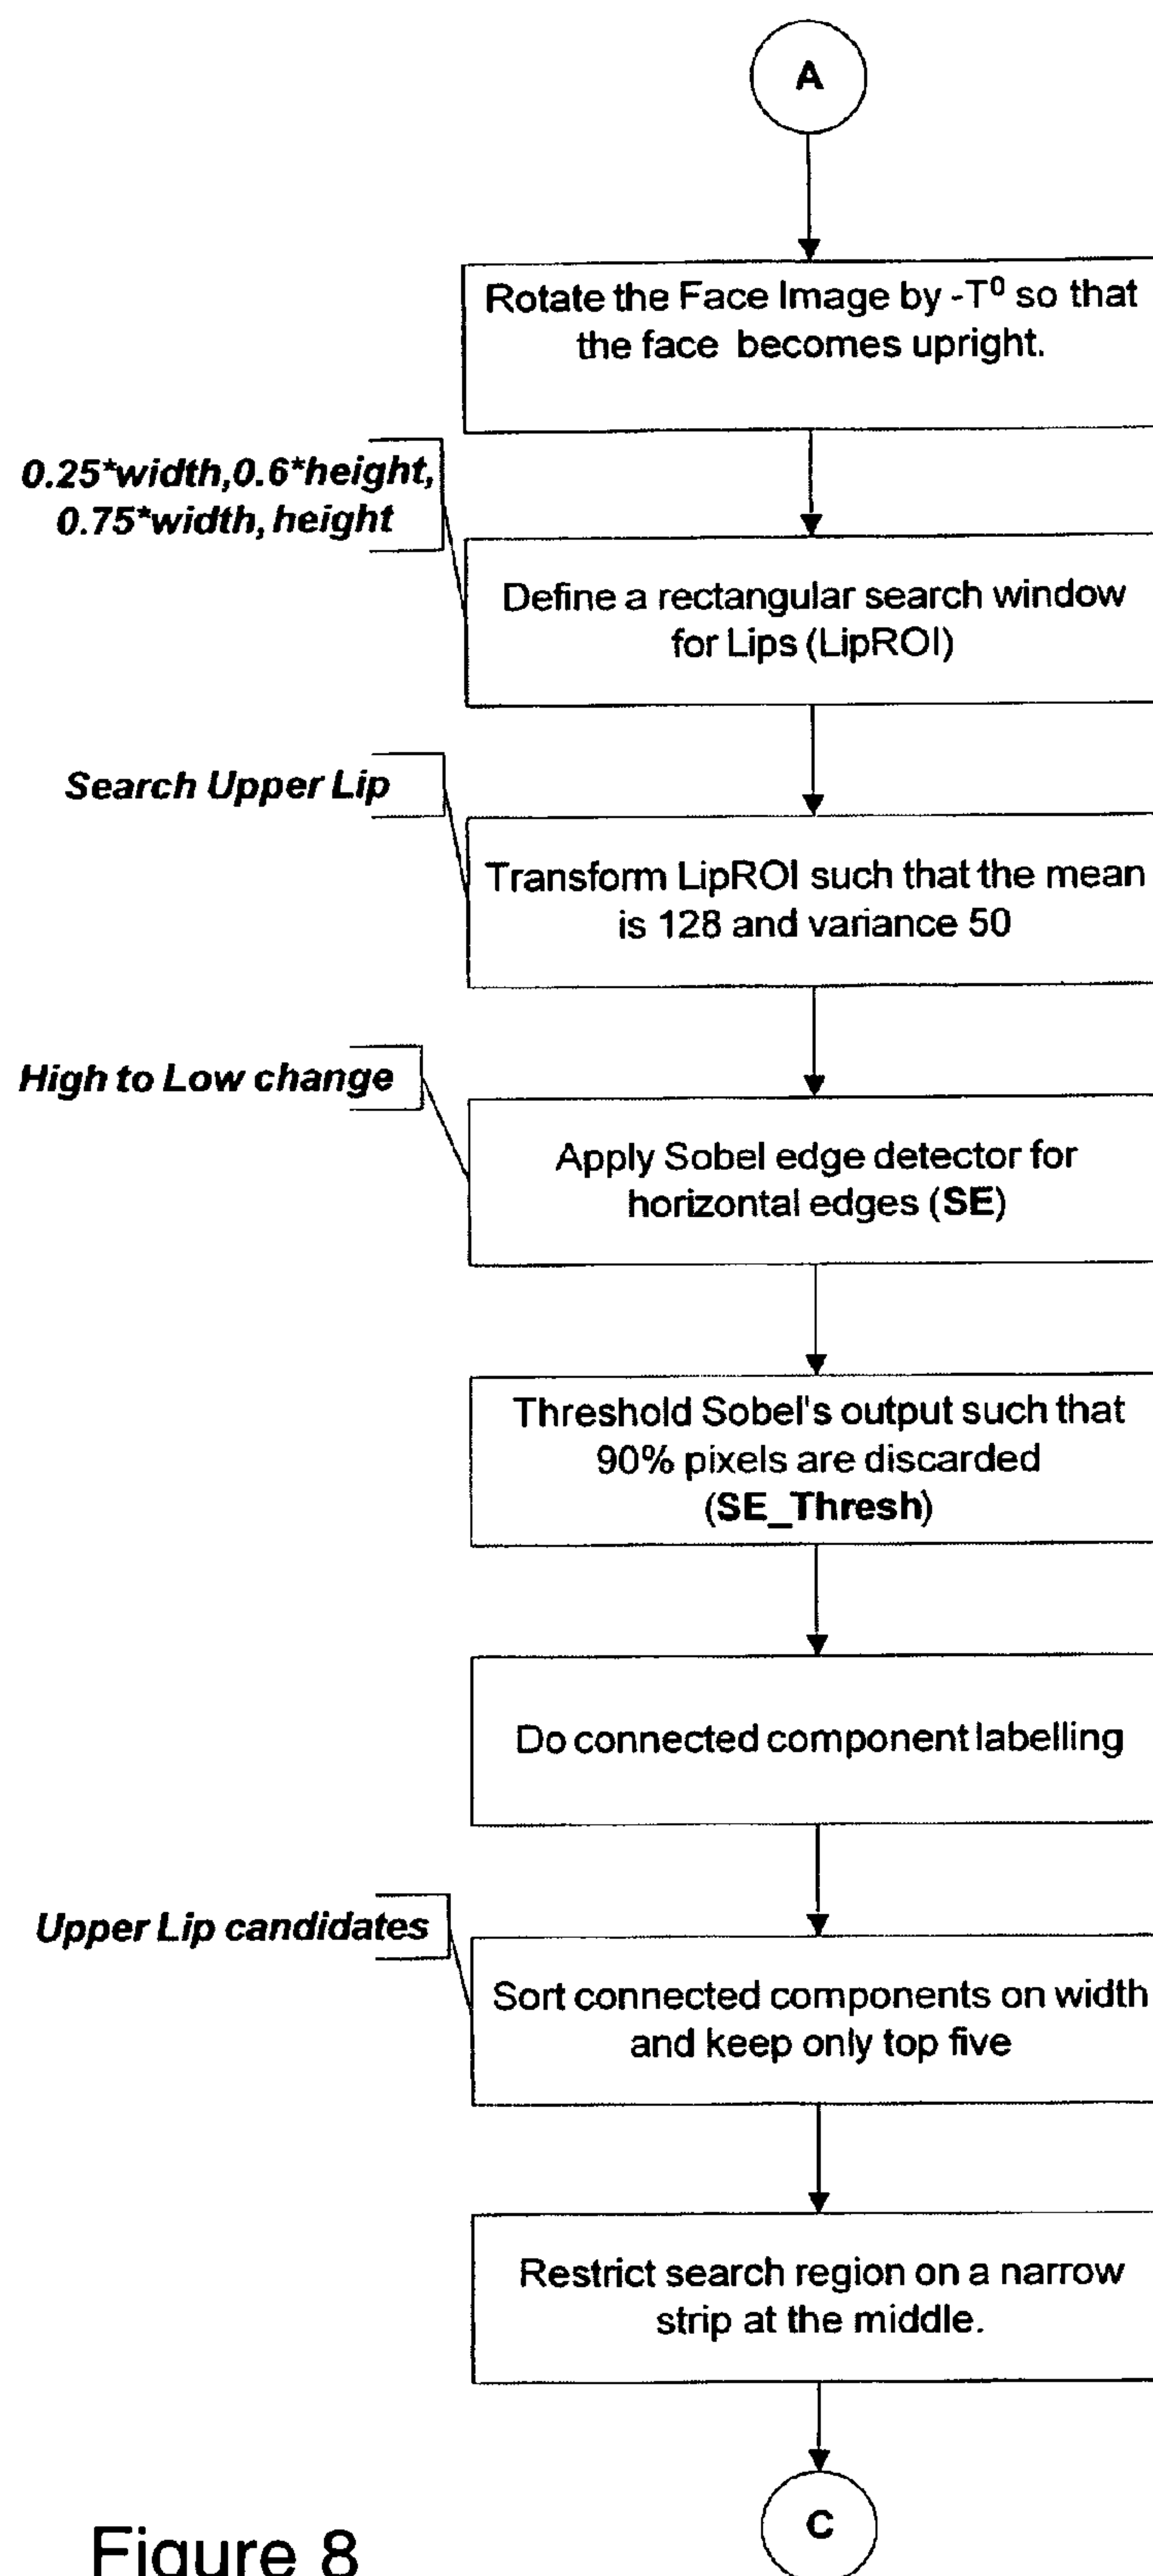 A
Rotate the Face Image by -T⁰ so that
the face becomes upright.
0.25*width,0.6*height,
0.75*width, height
Define a rectangular search window
for Lips (LipROI)
Search Upper Lip
Transform LipROI such that the mean
is 128 and variance 50
High to Low change
Apply Sobel edge detector for
horizontal edges (SE)
Threshold Sobel's output such that
90% pixels are discarded
(SE_Thresh)
Do connected component labelling
Upper Lip candidates
Sort connected components on width
and keep only top five
Restrict search region on a narrow
strip at the middle.
C
Figure 8